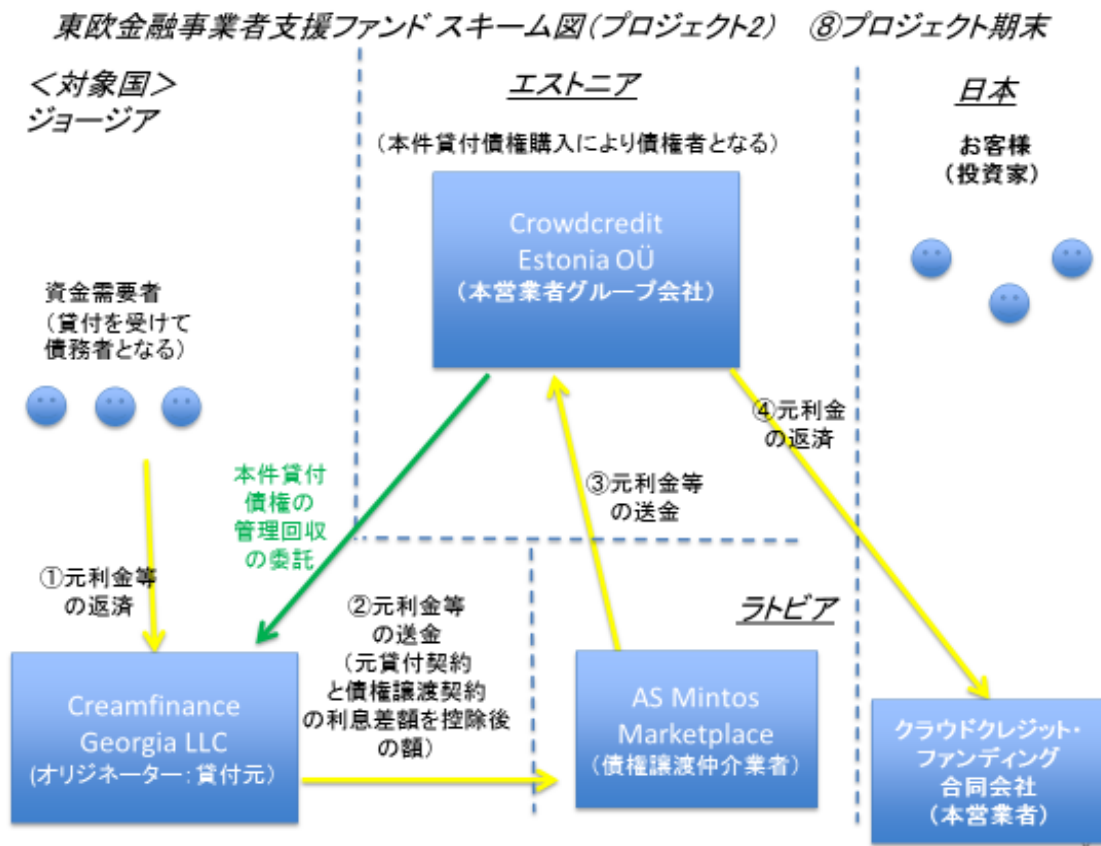 東欧金融事業者支援ファンド スキーム図(プロジェクト2) ⑧プロジェクト期末
＜対象国＞
ジョージア
エストニア
日本
(本件貸付債権購入により債権者となる)
お客様
(投資家)
Crowdcredit
Estonia OÜ
(本営業者グループ会社)
資金需要者
(貸付を受けて
債務者となる)
④元利金
の返済
本件貸付
債権の
管理回収
の委託
③元利金等
の送金
①元利金等
の返済
②元利金等
の送金
(元貸付契約
と債権譲渡契約
の利息差額を控除後
の額)
ラトビア
Creamfinance
Georgia LLC
(オリジネーター：貸付元)
AS Mintos
Marketplace
(債権譲渡仲介業者)
クラウドクレジット・
ファンディング
合同会社
(本営業者)